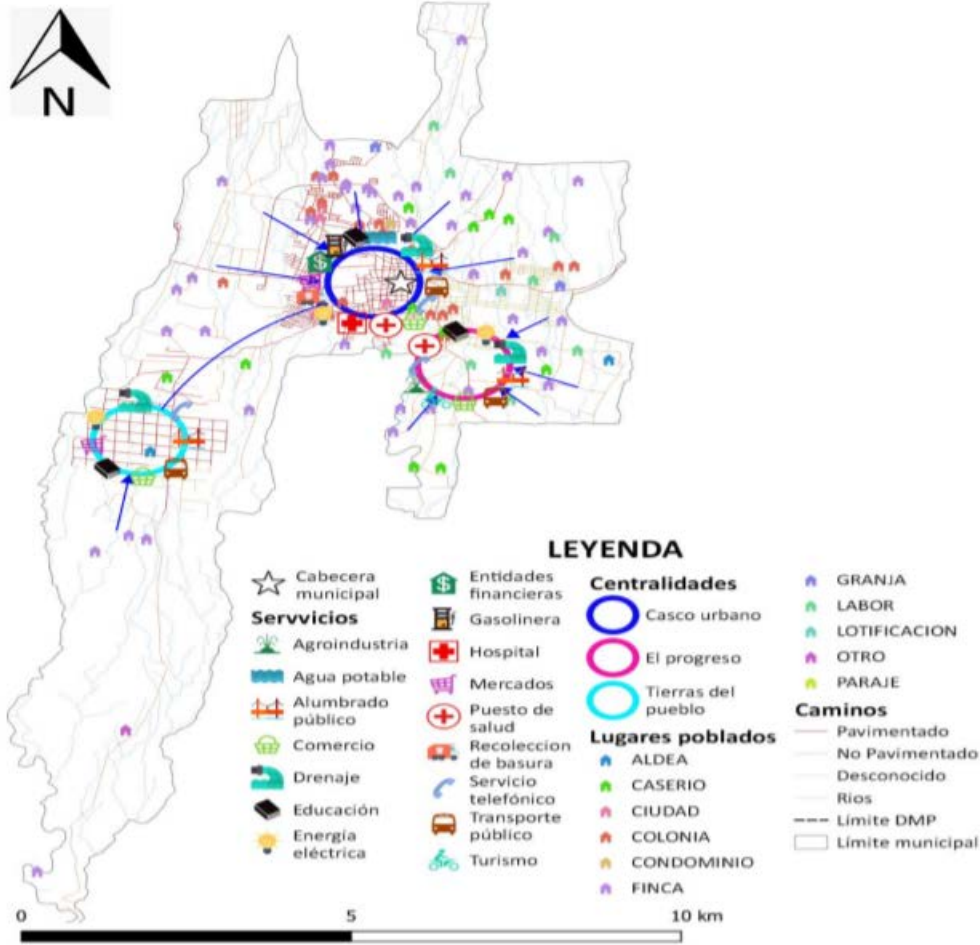 N
LEYENDA
Cabecera
municipal
Servvicios
Agroindustria
Agua potable
Alumbrado
público
Comercio
Drenaje
Educación
Energía
eléctrica
Entidades
financieras
Gasolinera
Hospital
Mercados
Puesto de
salud
Recoleccion
de basura
Servicio
telefónico
Transporte
público
Turismo
Centralidades
Casco urbano
El progreso
Tierras del
pueblo
Lugares poblados
ALDEA
CASERIO
CIUDAD
COLONIA
CONDOMINIO
FINCA
GRANJA
LABOR
LOTIFICACION
OTRO
PARAJE
Caminos
Pavimentado
No Pavimentado
Desconocido
Rios
Límite DMP
Límite municipal
0 5 10 km